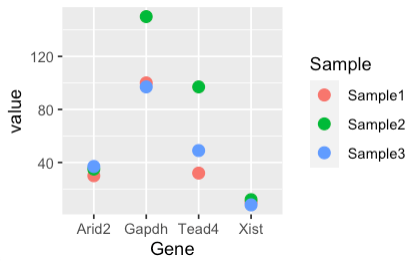 value
120
80
40
Arid2 Gapdh Tead4 Xist
Gene
Sample
Sample1
Sample2
Sample3